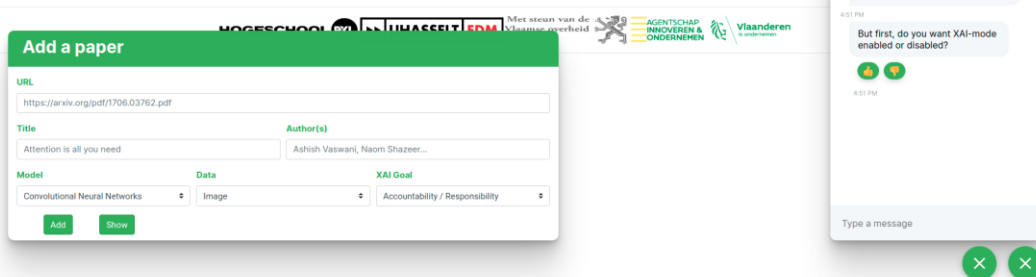 HOGESCHOOL PXL UHASSELT EDM Met steun van de
Vlaamse overheid
AGENTSCHAP
INNOVEREN &
ONDERNEMEN
Vlaanderen
is ondernemen
Add a paper
URL
https://arxiv.org/pdf/1706.03762.pdf
Title Author(s)
Attention is all you need Ashish Vaswani, Naom Shazeer...
Model Data XAI Goal
Convolutional Neural Networks Image Accountability / Responsibility
Add Show
4:51 PM
But first, do you want XAI-mode
enabled or disabled?
4:51 PM
Type a message